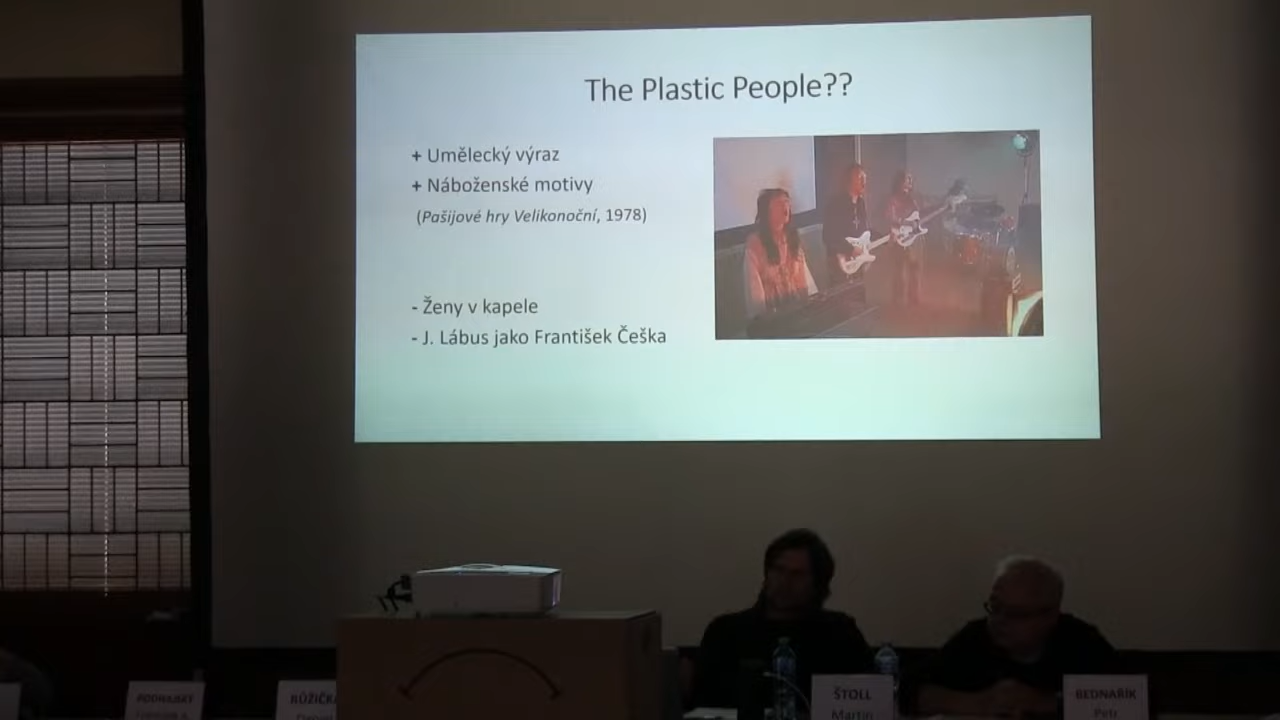 The Plastic People??
+ Umělecký výraz
+ Náboženské motivy
(Pašijové hry Velikonoční, 1978)
- Ženy v kapele
- J. Lábus jako František Češka
PODHAJSKÝ
RŮŽIČKA
Daniel
ŠTOLL
Martin
BEDNAŘÍK
Petr